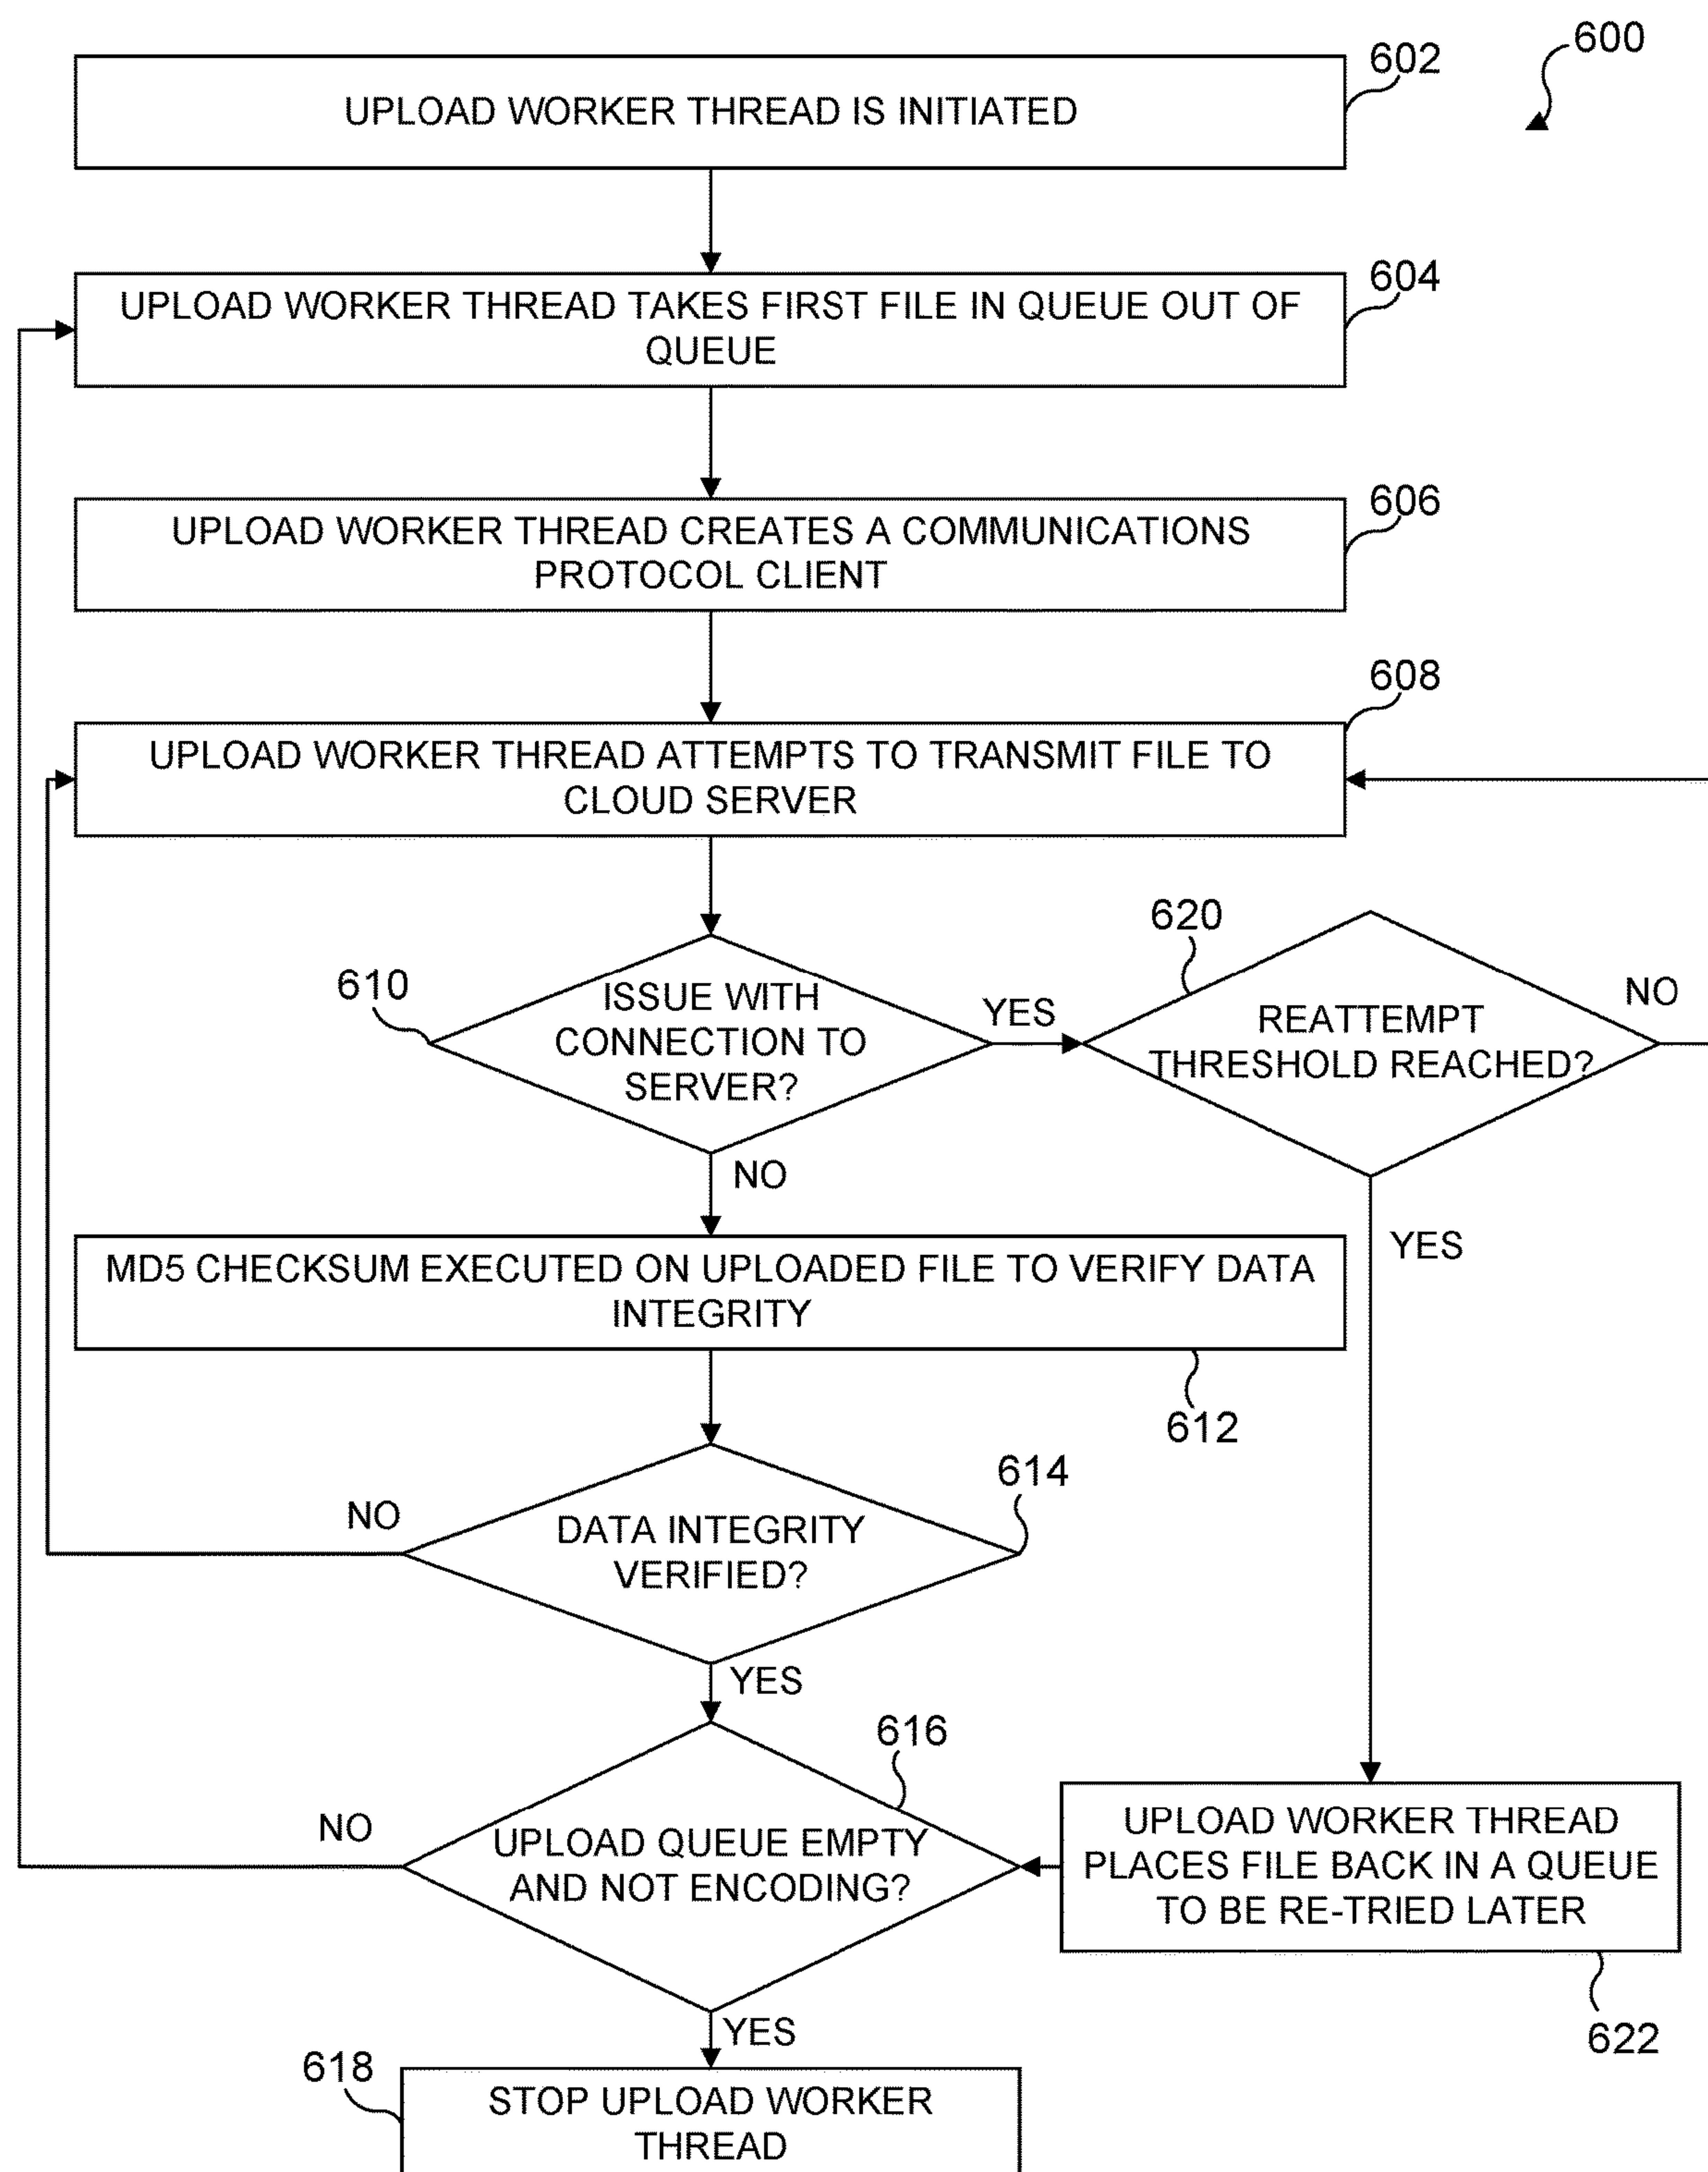 600
602
UPLOAD WORKER THREAD IS INITIATED
604
UPLOAD WORKER THREAD TAKES FIRST FILE IN QUEUE OUT OF
QUEUE
606
UPLOAD WORKER THREAD CREATES A COMMUNICATIONS
PROTOCOL CLIENT
608
UPLOAD WORKER THREAD ATTEMPTS TO TRANSMIT FILE TO
CLOUD SERVER
610
ISSUE WITH
CONNECTION TO
SERVER?
YES
NO
620
REATTEMPT
THRESHOLD REACHED?
NO
YES
MD5 CHECKSUM EXECUTED ON UPLOADED FILE TO VERIFY DATA
INTEGRITY
612
614
DATA INTEGRITY
VERIFIED?
NO
YES
616
UPLOAD QUEUE EMPTY
AND NOT ENCODING?
NO
YES
UPLOAD WORKER THREAD
PLACES FILE BACK IN A QUEUE
TO BE RE-TRIED LATER
622
618
STOP UPLOAD WORKER
THREAD